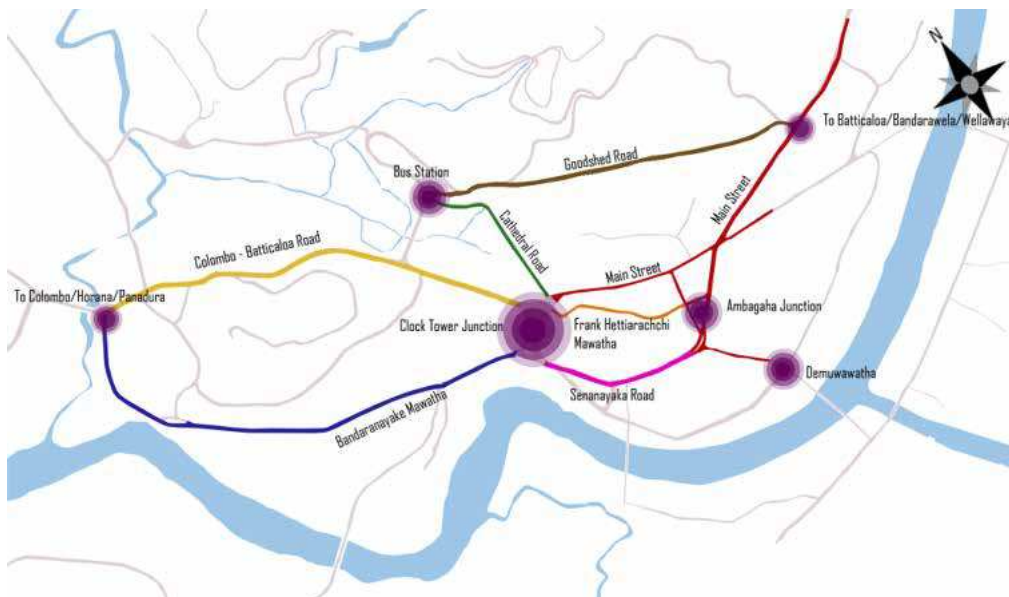 N
To Batticaloa/Bandarawela/Wellawaya
Goodshed Road
Bus Station
Main Street
Cathedral Road
Colombo - Batticaloa Road
Main Street
To Colombo/Horana/Panadura
Ambagaha Junction
Clock Tower Junction
Frank Hettiarachchi
Mawatha
Demuwawatha
Senanayaka Road
Bandaranayake Mawatha